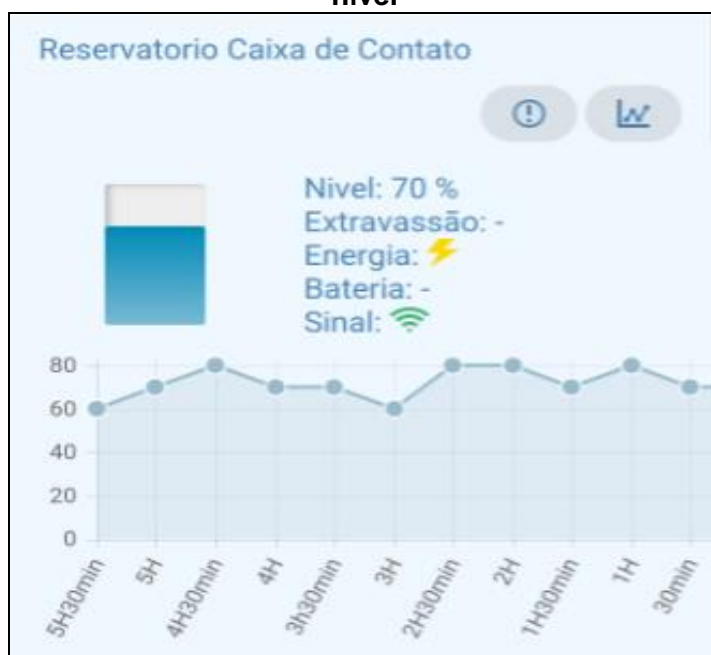 nível
Reservatorio Caixa de Contato
Nivel: 70 %
Extravassão: -
Energia:
Bateria: -
Sinal:
80
60
40
20
0
5H30min
5H
4H30min
4H
3h30min
3H
2H30min
2H
1H30min
1H
30min